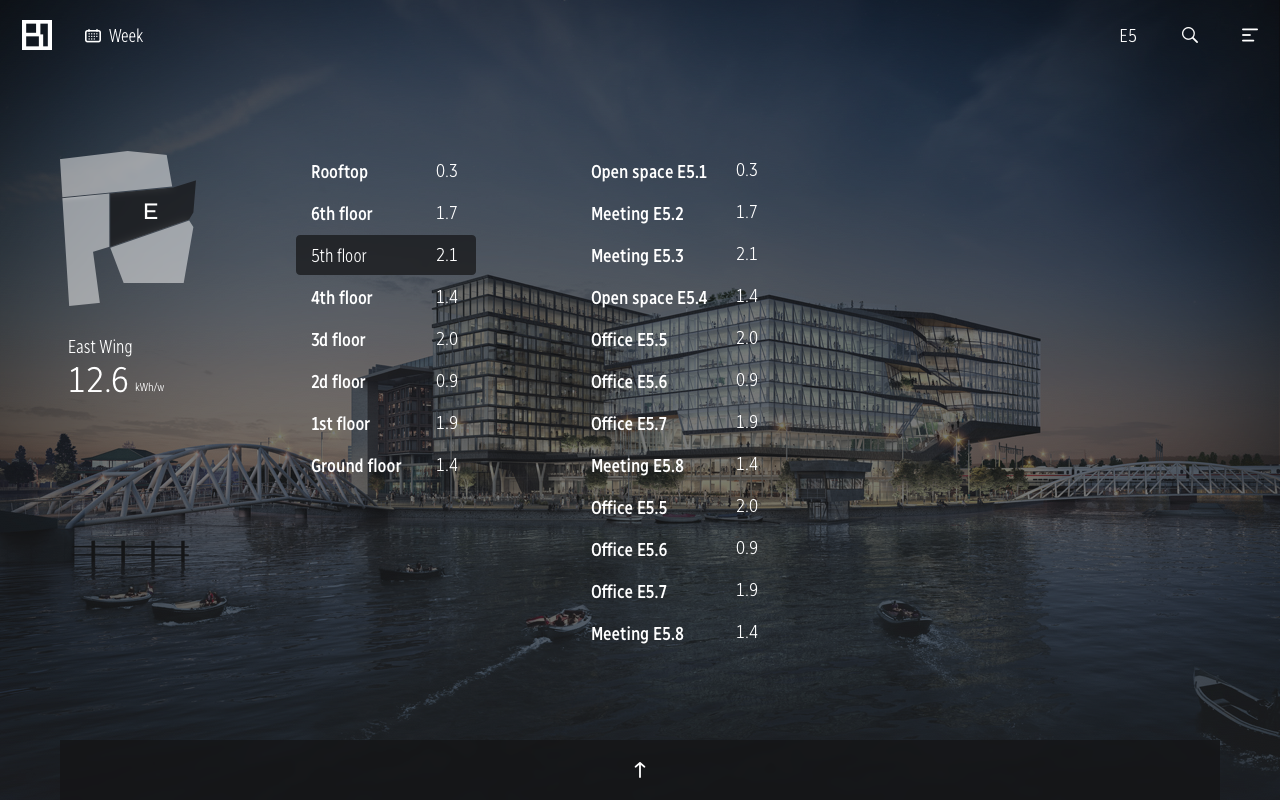 Week
E5
E
East Wing
12.6 kWh/w
Rooftop 0.3
6th floor 1.7
5th floor 2.1
4th floor 1.4
3d floor 2.0
2d floor 0.9
1st floor 1.9
Ground floor 1.4
Open space E5.1 0.3
Meeting E5.2 1.7
Meeting E5.3 2.1
Open space E5.4 1.4
Office E5.5 2.0
Office E5.6 0.9
Office E5.7 1.9
Meeting E5.8 1.4
Office E5.5 2.0
Office E5.6 0.9
Office E5.7 1.9
Meeting E5.8 1.4